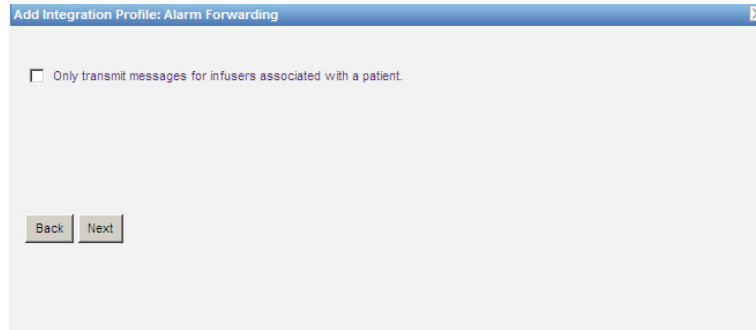 Add Integration Profile: Alarm Forwarding
Only transmit messages for infusers associated with a patient.
Back Next